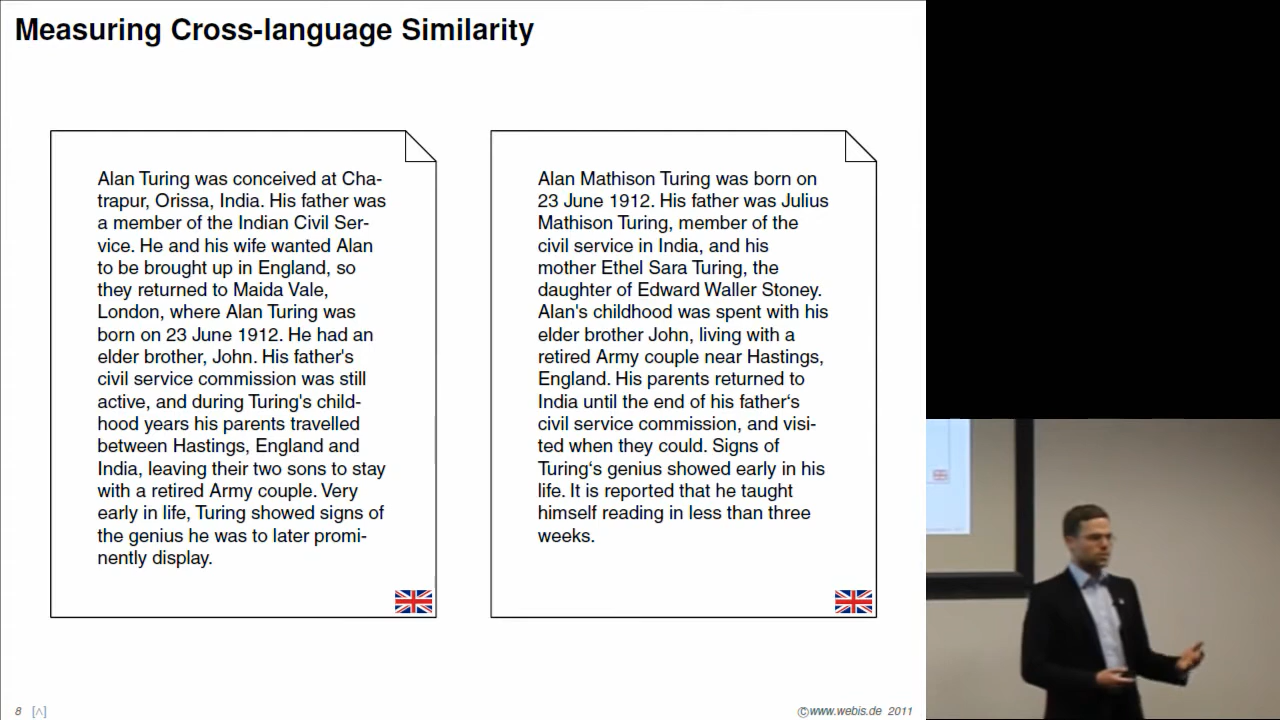 Measuring Cross-language Similarity
Alan Turing was conceived at Cha-
trapur, Orissa, India. His father was
a member of the Indian Civil Ser-
vice. He and his wife wanted Alan
to be brought up in England, so
they returned to Maida Vale,
London, where Alan Turing was
born on 23 June 1912. He had an
elder brother, John. His father's
civil service commission was still
active, and during Turing's child-
hood years his parents travelled
between Hastings, England and
India, leaving their two sons to stay
with a retired Army couple. Very
early in life, Turing showed signs of
the genius he was to later promi-
nently display.
Alan Mathison Turing was born on
23 June 1912. His father was Julius
Mathison Turing, member of the
civil service in India, and his
mother Ethel Sara Turing, the
daughter of Edward Waller Stoney.
Alan's childhood was spent with his
elder brother John, living with a
retired Army couple near Hastings,
England. His parents returned to
India until the end of his father‘s
civil service commission, and visi-
ted when they could. Signs of
Turing‘s genius showed early in his
life. It is reported that he taught
himself reading in less than three
weeks.
8 [∧]
©www.webis.de 2011